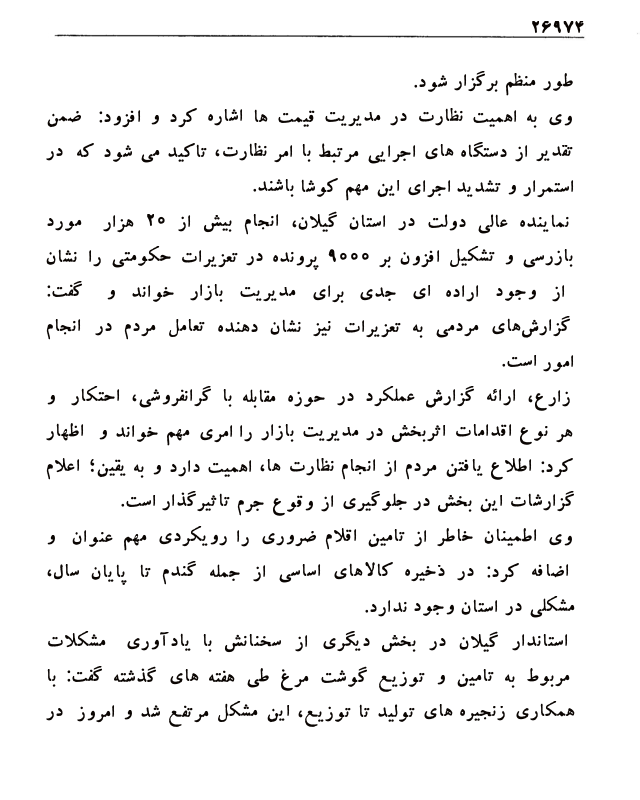 ۲۶۹۷۴
طور منظم برگزار شود.
وی به اهمیت نظارت در مدیریت قیمت ها اشاره کرد و افزود: ضمن
تقدیر از دستگاه های اجرایی مرتبط با امر نظارت، تاکید می شود که در
استمرار و تشدید اجرای این مهم کوشا باشند.
نماینده عالی دولت در استان گیلان، انجام بیش از ۲۰ هزار مورد
بازرسی و تشکیل افزون بر ۹۰۰۰ پرونده در تعزیرات حکومتی را نشان
از وجود اراده ای جدی برای مدیریت بازار خواند و گفت:
گزارش‌های مردمی به تعزیرات نیز نشان دهنده تعامل مردم در انجام
امور است.
زارع، ارائه گزارش عملکرد در حوزه مقابله با گرانفروشی، احتکار و
هر نوع اقدامات اثربخش در مدیریت بازار را امری مهم خواند و اظهار
کرد: اطلاع یافتن مردم از انجام نظارت ها، اهمیت دارد و به یقین؛ اعلام
گزارشات این بخش در جلوگیری از وقوع جرم تاثیرگذار است.
وی اطمینان خاطر از تامین اقلام ضروری را رویکردی مهم عنوان و
اضافه کرد: در ذخیره کالاهای اساسی از جمله گندم تا پایان سال،
مشکلی در استان وجود ندارد.
استاندار گیلان در بخش دیگری از سخنانش با یادآوری مشکلات
مربوط به تامین و توزیع گوشت مرغ طی هفته های گذشته گفت: با
همکاری زنجیره های تولید تا توزیع، این مشکل مرتفع شد و امروز در